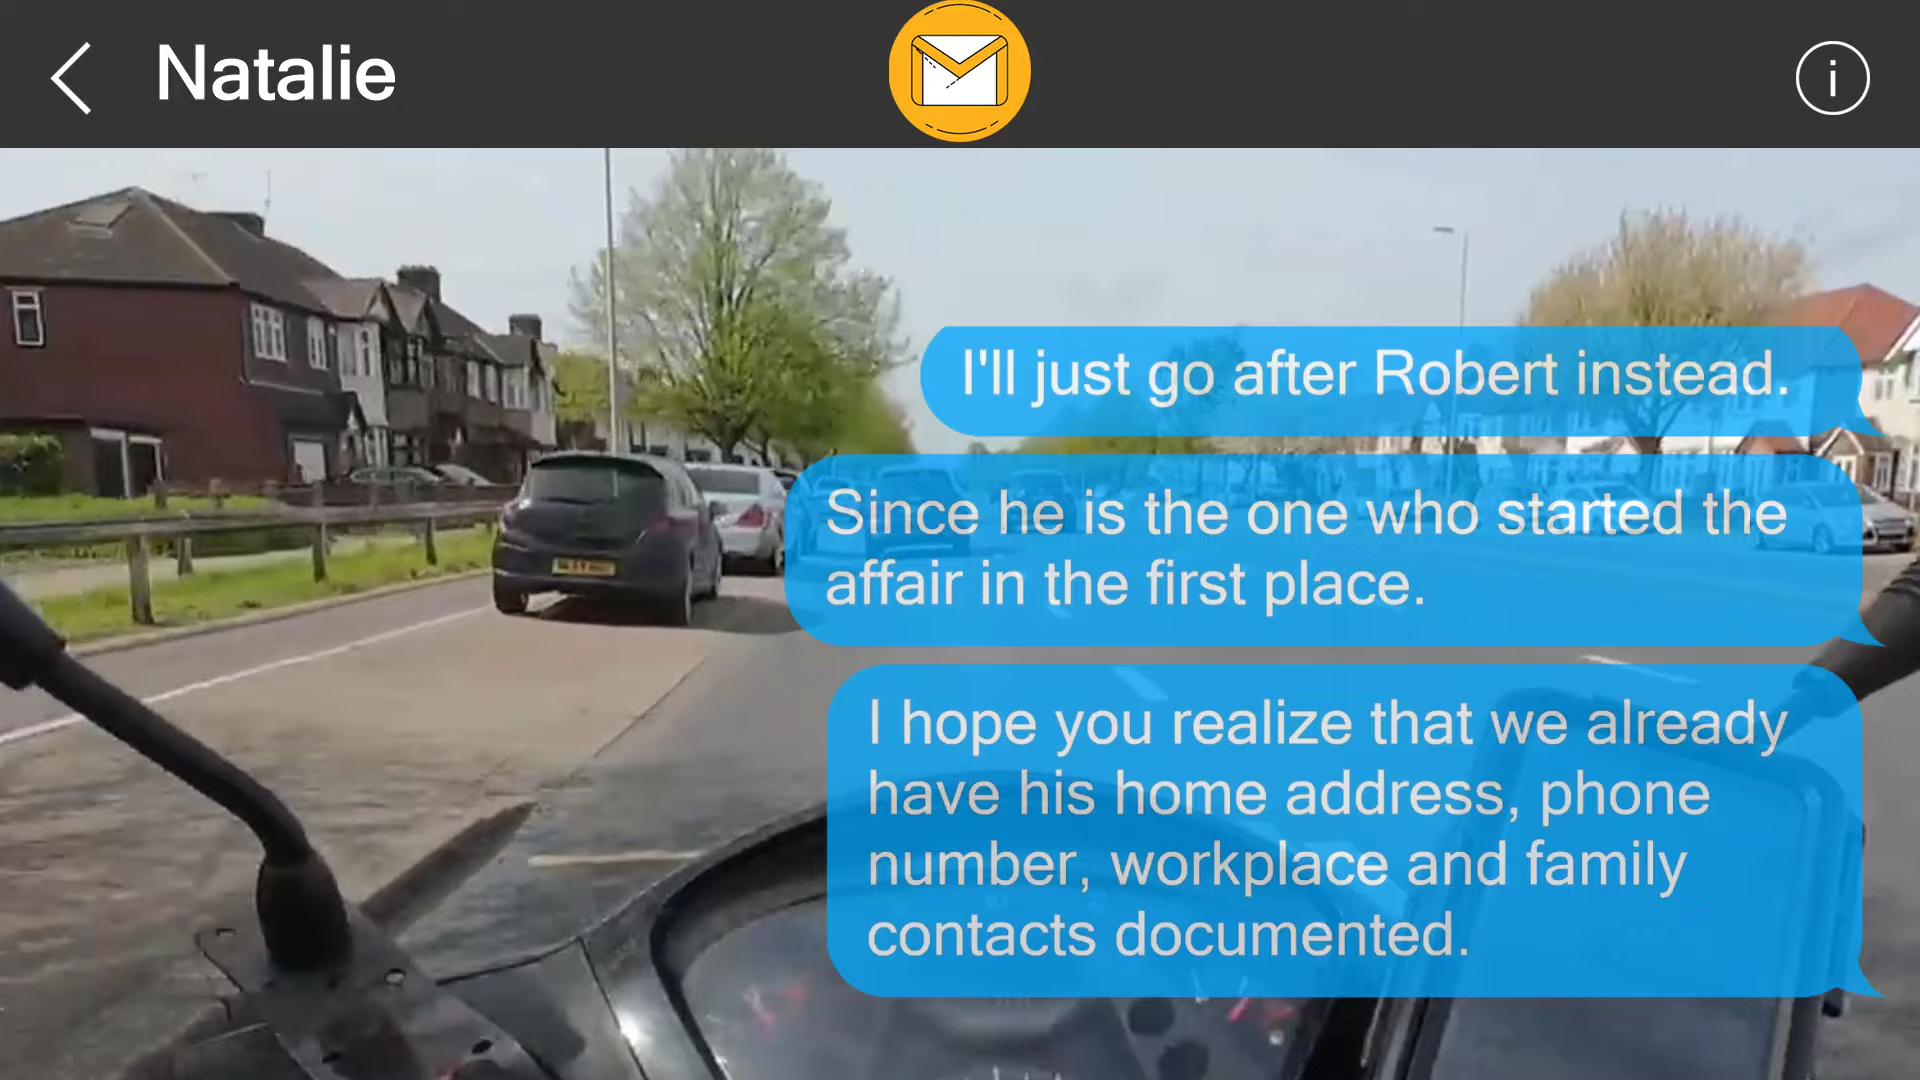 Natalie
I'll just go after Robert instead.
Since he is the one who started the
affair in the first place.
I hope you realize that we already
have his home address, phone
number, workplace and family
contacts documented.